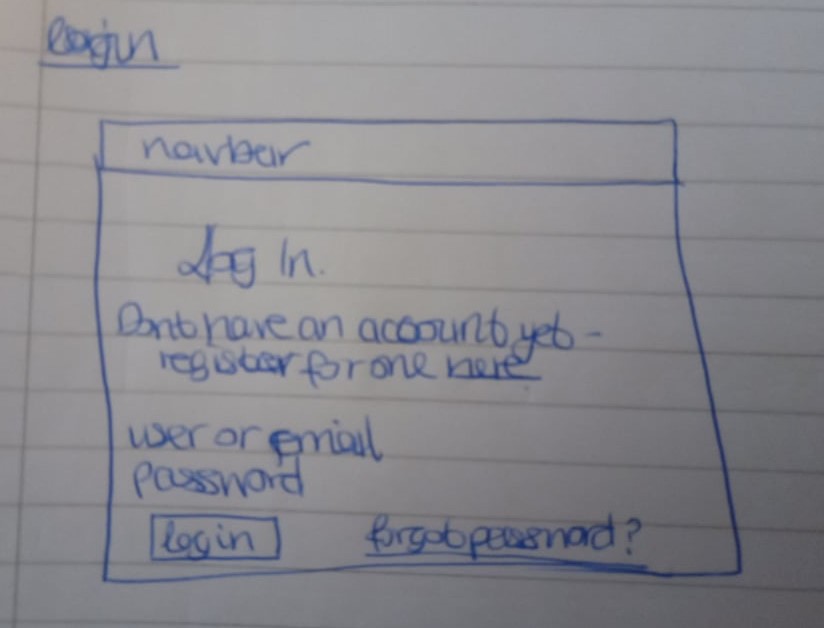 login
navbar
Log In.
Dont have an account yet -
register for one here
user or email
password
login
forgot password?